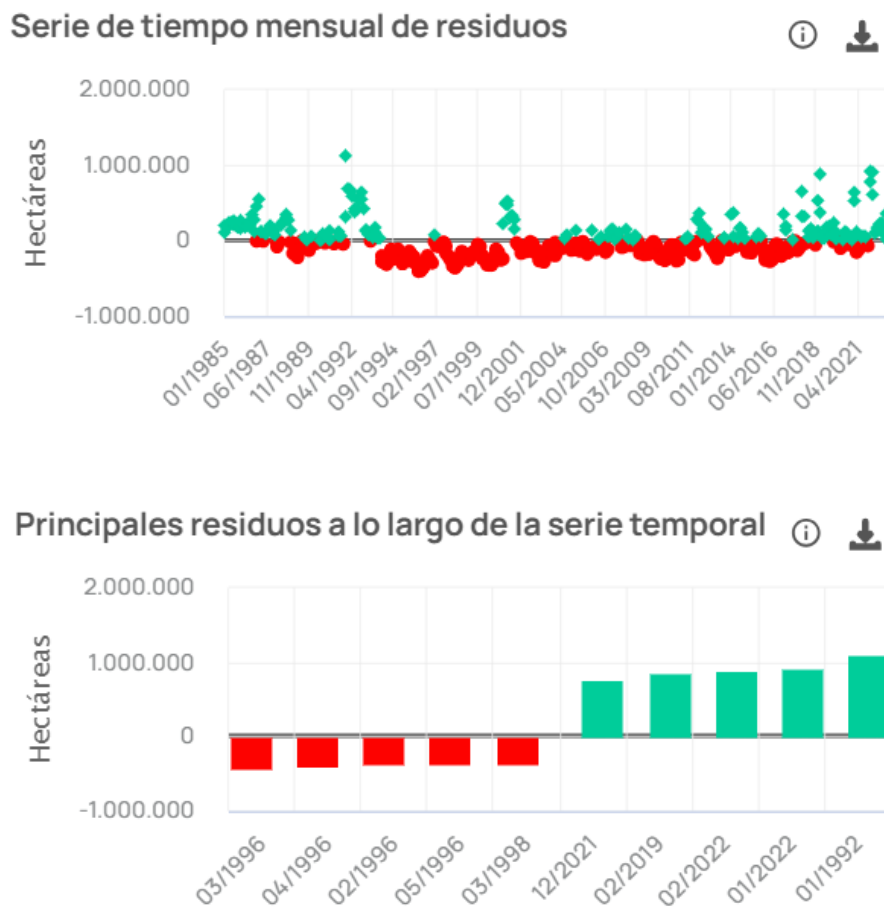 Serie de tiempo mensual de residuos
2.000.000
1.000.000
0
-1.000.000
Hectáreas
01/1985 06/1987 11/1989 04/1992 09/1994 02/1997 07/1999 12/2001 05/2004 10/2006 03/2009 08/2011 01/2014 06/2016 11/2018 04/2021
Principales residuos a lo largo de la serie temporal
2.000.000
1.000.000
0
-1.000.000
Hectáreas
03/1996 04/1996 02/1996 05/1996 03/1998 12/2021 02/2019 02/2022 01/2022 01/1992